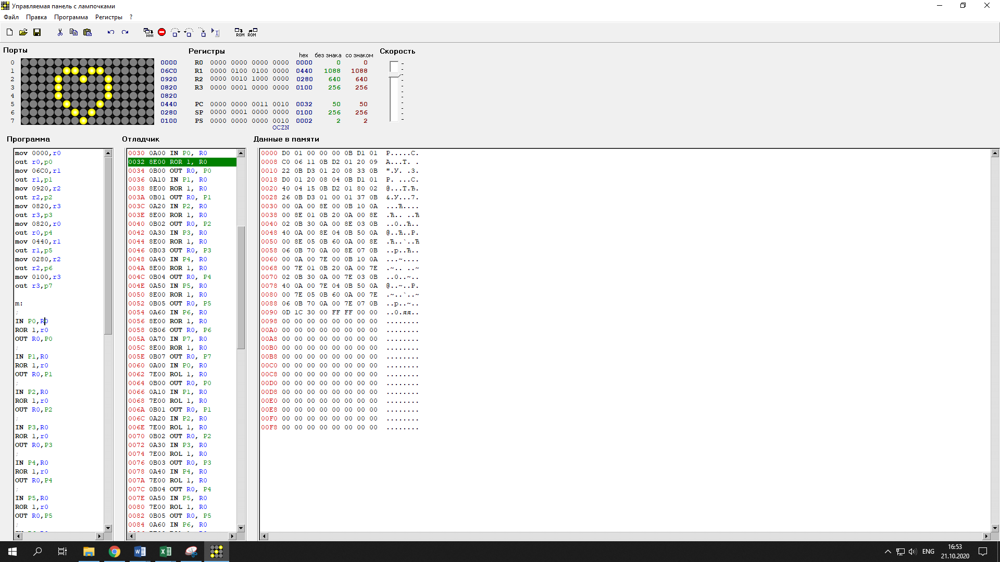 Управляемая панель с лампочками
Файл Правка Программа Регистры ?
Порты
0 0000
1 06C0
2 0920
3 0820
4 0820
5 0440
6 0280
7 0100
Регистры hex без знака со знаком
R0 0000 0000 0000 0000 0000 0 0
R1 0000 0100 0100 0000 0440 1088 1088
R2 0000 0010 1000 0000 0280 640 640
R3 0000 0001 0000 0000 0100 256 256
PC 0000 0000 0011 0010 0032 50 50
SP 0000 0001 0000 0000 0100 256 256
PS 0000 0000 0000 0010 0002 2 2
OCZN
Скорость
Программа
mov 0000,r0
out r0,p0
mov 06C0,r1
out r1,p1
mov 0920,r2
out r2,p2
mov 0820,r3
out r3,p3
mov 0820,r0
out r0,p4
mov 0440,r1
out r1,p5
mov 0280,r2
out r2,p6
mov 0100,r3
out r3,p7
m:
;
IN P0,R0
ROR 1,r0
OUT R0,P0
;
IN P1,R0
ROR 1,r0
OUT R0,P1
;
IN P2,R0
ROR 1,r0
OUT R0,P2
;
IN P3,R0
ROR 1,r0
OUT R0,P3
;
IN P4,R0
ROR 1,r0
OUT R0,P4
;
IN P5,R0
ROR 1,r0
OUT R0,P5
;
Отладчик
0030 0A00 IN P0, R0
0032 8E00 ROR 1, R0
0034 0B00 OUT R0, P0
0036 0A10 IN P1, R0
0038 8E00 ROR 1, R0
003A 0B01 OUT R0, P1
003C 0A20 IN P2, R0
003E 8E00 ROR 1, R0
0040 0B02 OUT R0, P2
0042 0A30 IN P3, R0
0044 8E00 ROR 1, R0
0046 0B03 OUT R0, P3
0048 0A40 IN P4, R0
004A 8E00 ROR 1, R0
004C 0B04 OUT R0, P4
004E 0A50 IN P5, R0
0050 8E00 ROR 1, R0
0052 0B05 OUT R0, P5
0054 0A60 IN P6, R0
0056 8E00 ROR 1, R0
0058 0B06 OUT R0, P6
005A 0A70 IN P7, R0
005C 8E00 ROR 1, R0
005E 0B07 OUT R0, P7
0060 0A00 IN P0, R0
0062 7E00 ROL 1, R0
0064 0B00 OUT R0, P0
0066 0A10 IN P1, R0
0068 7E00 ROL 1, R0
006A 0B01 OUT R0, P1
006C 0A20 IN P2, R0
006E 7E00 ROL 1, R0
0070 0B02 OUT R0, P2
0072 0A30 IN P3, R0
0074 7E00 ROL 1, R0
0076 0B03 OUT R0, P3
0078 0A40 IN P4, R0
007A 7E00 ROL 1, R0
007C 0B04 OUT R0, P4
007E 0A50 IN P5, R0
0080 7E00 ROL 1, R0
0082 0B05 OUT R0, P5
0084 0A60 IN P6, R0
Данные в памяти
0000 D0 01 00 00 00 0B D1 01 Р.....С.
0008 C0 06 11 0B D2 01 20 09 А...Т. .
0010 22 0B D3 01 20 08 33 0B ".У. .3.
0018 D0 01 20 08 04 0B D1 01 Р. ...С.
0020 40 04 15 0B D2 01 80 02 @...Т.Ђ.
0028 26 0B D3 01 00 01 37 0B &.У...7.
0030 00 0A 00 8E 00 0B 10 0A ...Ћ....
0038 00 8E 01 0B 20 0A 00 8E .Ћ.. ..Ћ
0040 02 0B 30 0A 00 8E 03 0B ..0..Ћ..
0048 40 0A 00 8E 04 0B 50 0A @..Ћ..P.
0050 00 8E 05 0B 60 0A 00 8E .Ћ..`..Ћ
0058 06 0B 70 0A 00 8E 07 0B ..p..Ћ..
0060 00 0A 00 7E 00 0B 10 0A ...~....
0068 00 7E 01 0B 20 0A 00 7E .~.. ..~
0070 02 0B 30 0A 00 7E 03 0B ..0..~..
0078 40 0A 00 7E 04 0B 50 0A @..~..P.
0080 00 7E 05 0B 60 0A 00 7E .~..`..~
0088 06 0B 70 0A 00 7E 07 0B ..p..~..
0090 0D 1C 30 00 FF FF 00 00 ..0.яя..
0098 00 00 00 00 00 00 00 00 ........
00A0 00 00 00 00 00 00 00 00 ........
00A8 00 00 00 00 00 00 00 00 ........
00B0 00 00 00 00 00 00 00 00 ........
00B8 00 00 00 00 00 00 00 00 ........
00C0 00 00 00 00 00 00 00 00 ........
00C8 00 00 00 00 00 00 00 00 ........
00D0 00 00 00 00 00 00 00 00 ........
00D8 00 00 00 00 00 00 00 00 ........
00E0 00 00 00 00 00 00 00 00 ........
00E8 00 00 00 00 00 00 00 00 ........
00F0 00 00 00 00 00 00 00 00 ........
00F8 00 00 00 00 00 00 00 00 ........
ENG
16:53
21.10.2020